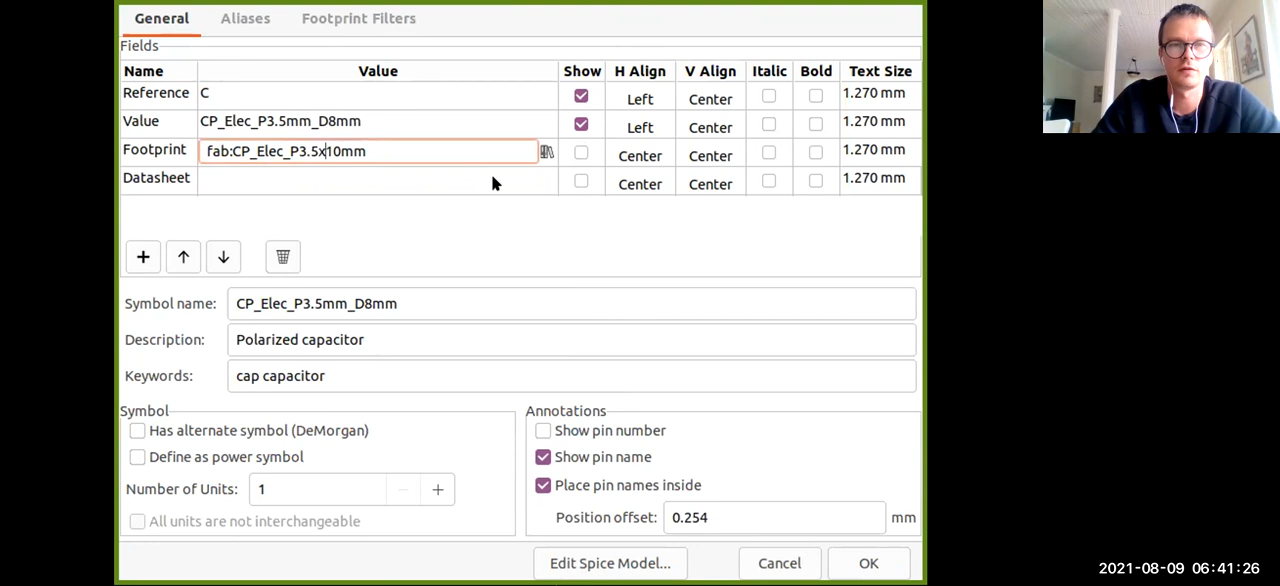 General Aliases Footprint Filters
Fields
Name Value Show H Align V Align Italic Bold Text Size
Reference C Left Center 1.270 mm
Value CP_Elec_P3.5mm_D8mm Left Center 1.270 mm
Footprint fab:CP_Elec_P3.5x10mm Center Center 1.270 mm
Datasheet Center Center 1.270 mm
Symbol name: CP_Elec_P3.5mm_D8mm
Description: Polarized capacitor
Keywords: cap capacitor
Symbol
Has alternate symbol (DeMorgan)
Define as power symbol
Number of Units: 1
All units are not interchangeable
Annotations
Show pin number
Show pin name
Place pin names inside
Position offset: 0.254 mm
Edit Spice Model... Cancel OK
2021-08-09 06:41:26